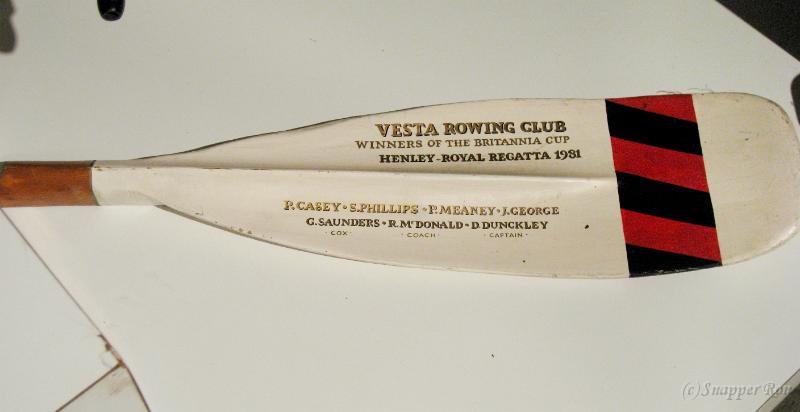 VESTA ROWING CLUB
WINNERS OF THE BRITANNIA CUP
HENLEY-ROYAL REGATTA 1981
P. CASEY · S. PHILLIPS · P. MEANEY · J. GEORGE
G. SAUNDERS · R. McDONALD · D. DUNCKLEY
· COX · · COACH · · CAPTAIN ·
(c) Snapper Row